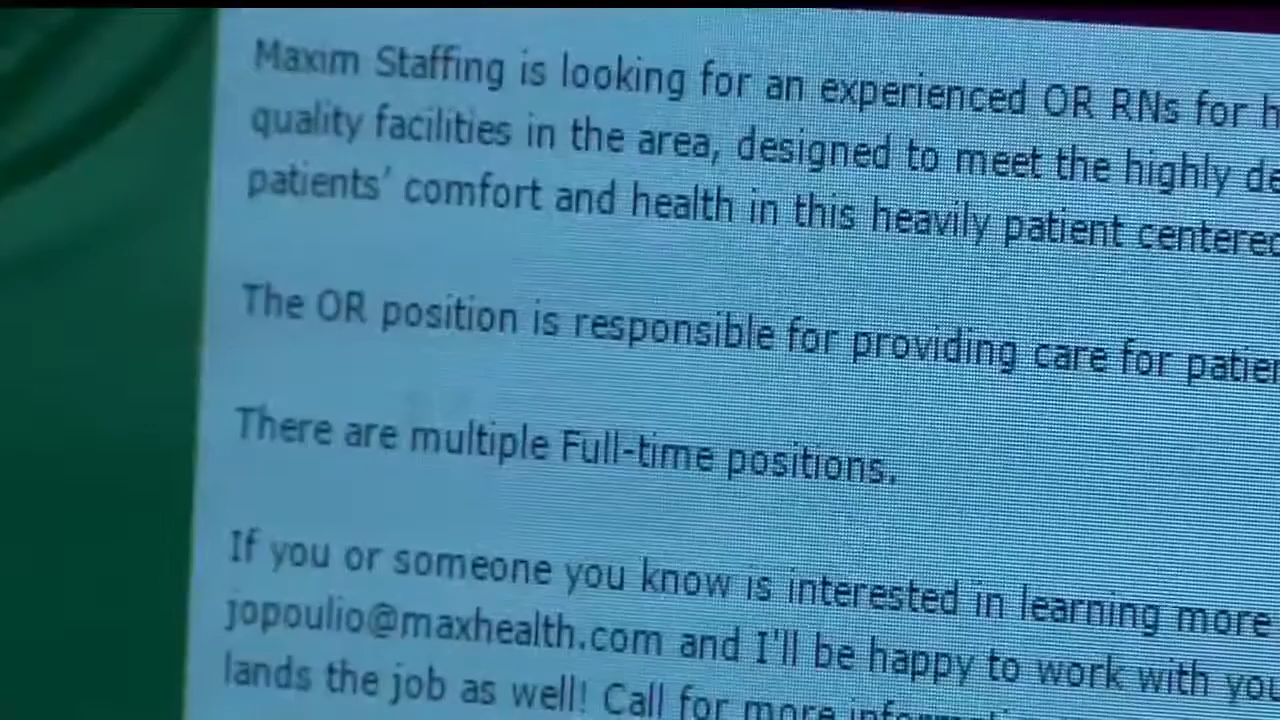 Maxim Staffing is looking for an experienced OR RNs for
quality facilities in the area, designed to meet the highly
patients' comfort and health in this heavily patient centered
The OR position is responsible for providing care for
There are multiple Full-time positions.
If you or someone you know is interested in learning more
jopoulio@maxhealth.com and I'll be happy to work with you
lands the job as well! Call for more